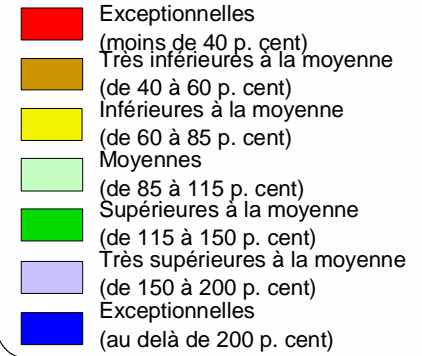 Exceptionnelles
(moins de 40 p. cent)
Très inférieures à la moyenne
(de 40 à 60 p. cent)
Inférieures à la moyenne
(de 60 à 85 p. cent)
Moyennes
(de 85 à 115 p. cent)
Supérieures à la moyenne
(de 115 à 150 p. cent)
Très supérieures à la moyenne
(de 150 à 200 p. cent)
Exceptionnelles
(au delà de 200 p. cent)